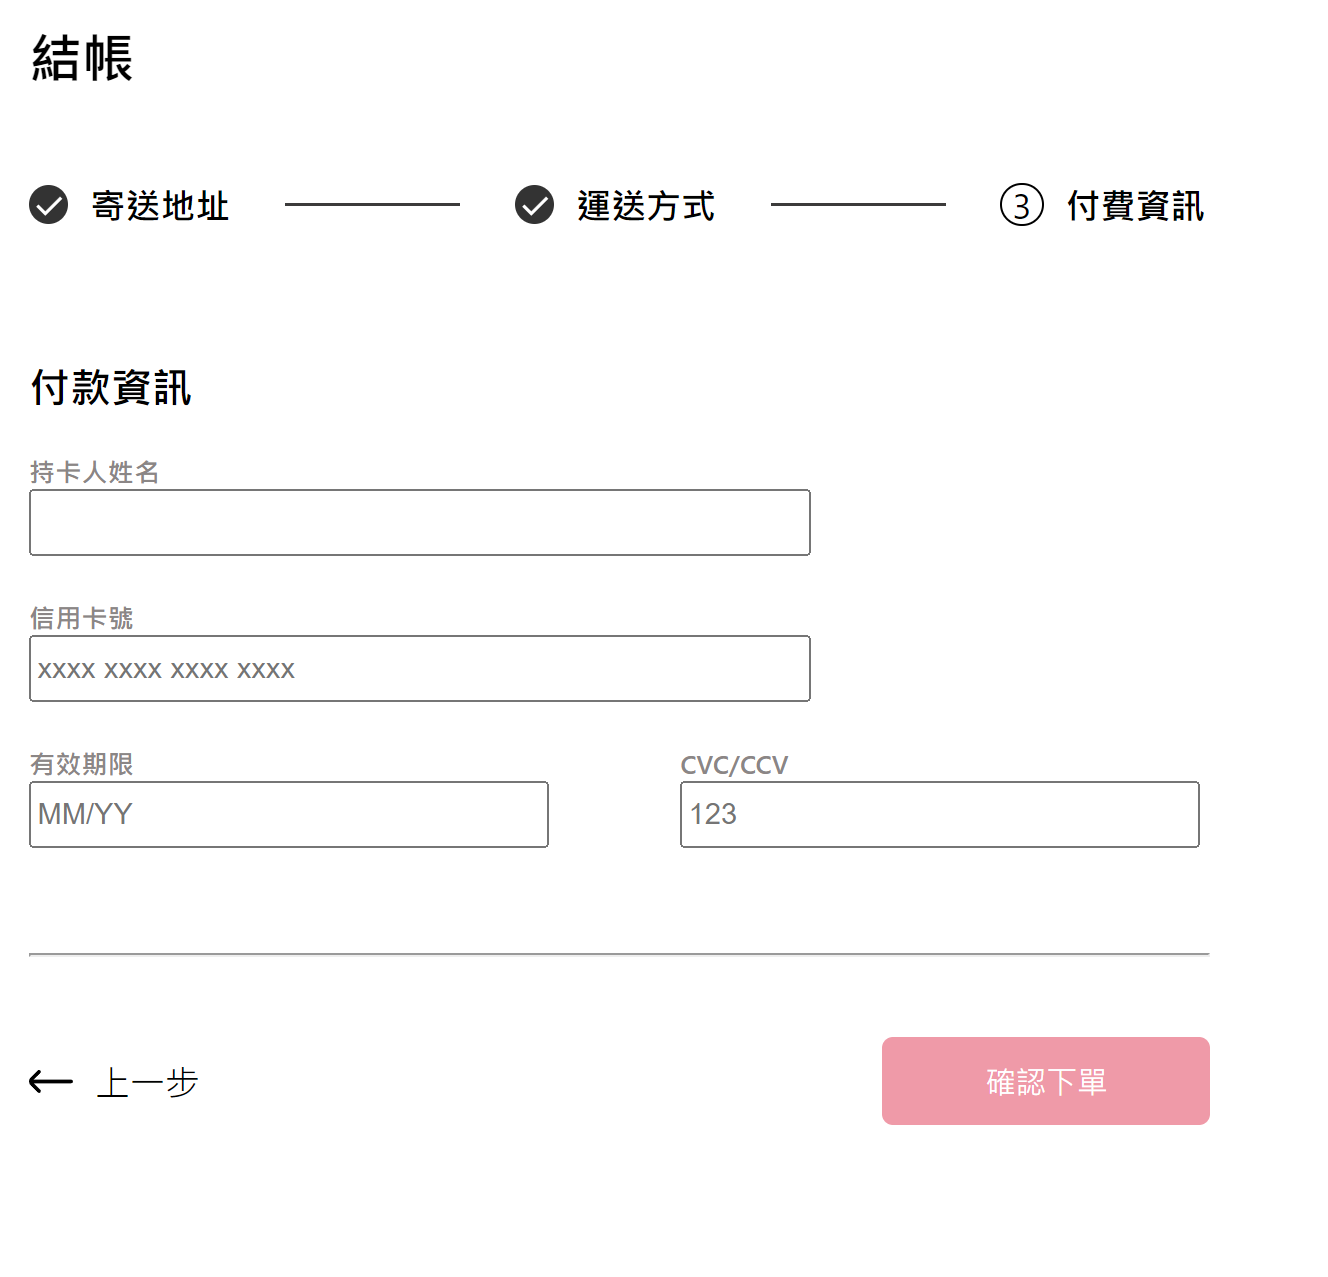 結帳
寄送地址 運送方式 3 付費資訊
付款資訊
持卡人姓名
信用卡號
xxxx xxxx xxxx xxxx
有效期限 CVC/CCV
MM/YY 123
上一步 確認下單